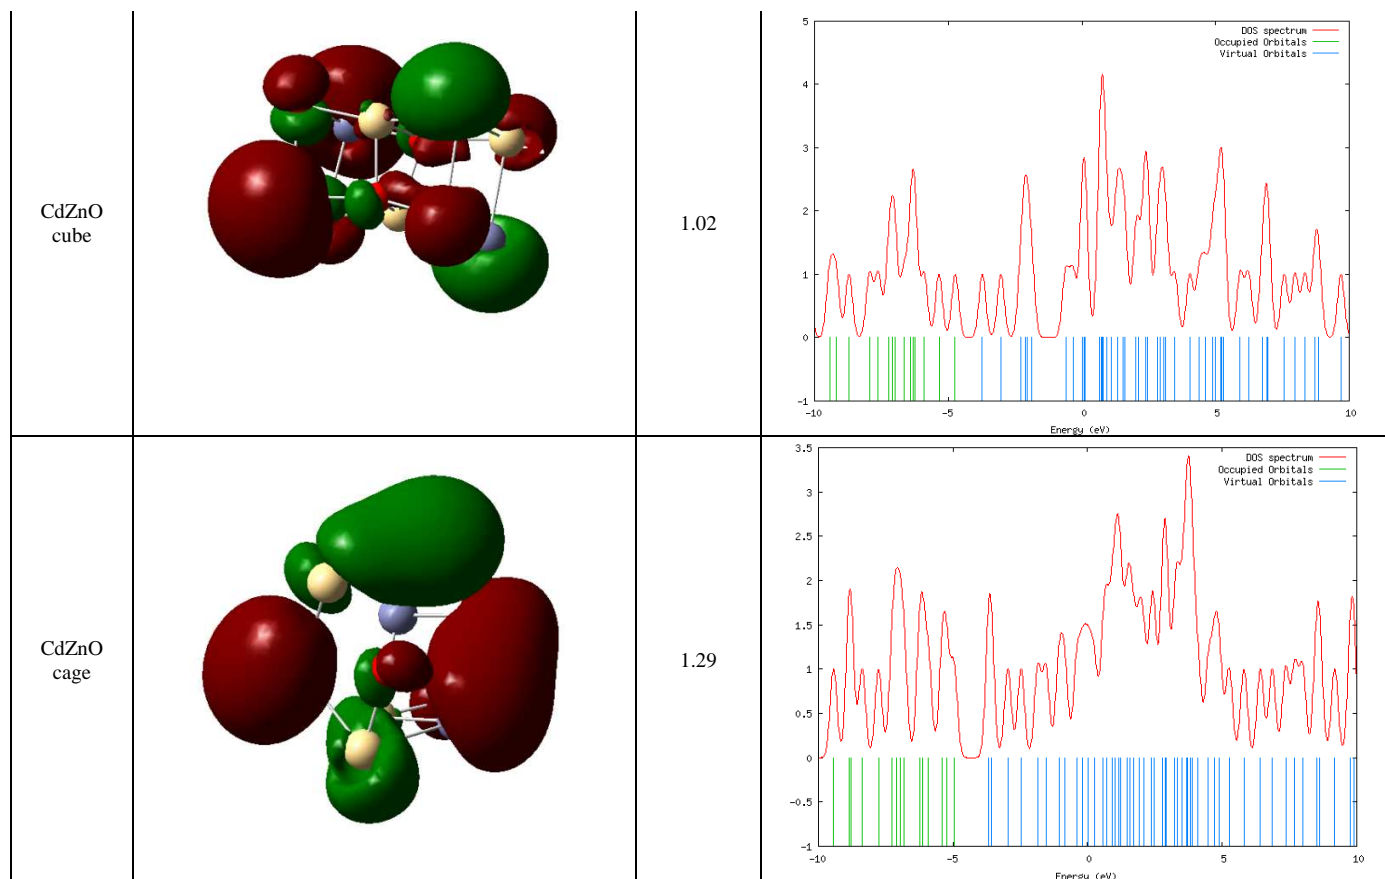 CdZnO
cube
1.02
DOS spectrum
Occupied Orbitals
Virtual Orbitals
5
4
3
2
1
0
-1
-10
-5
0
5
10
Energy (eV)
CdZnO
cage
1.29
DOS spectrum
Occupied Orbitals
Virtual Orbitals
3.5
3
2.5
2
1.5
1
0.5
0
-0.5
-1
-10
-5
0
5
10
Energy (eV)